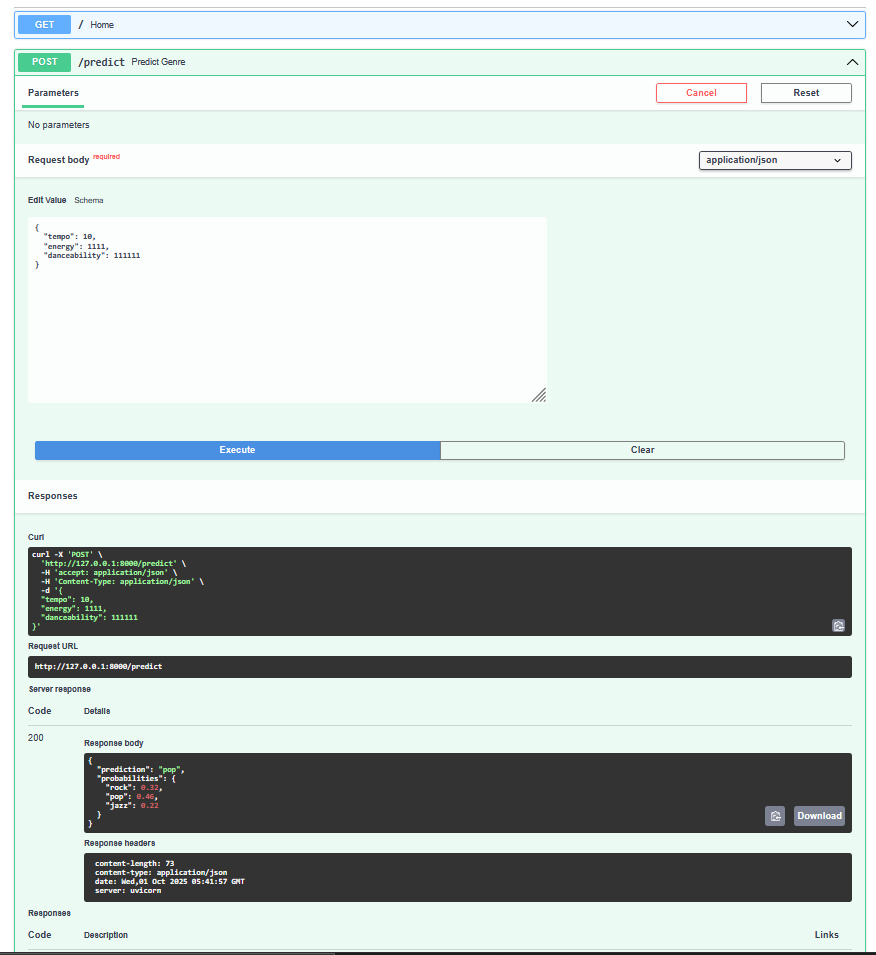 GET / Home
POST /predict Predict Genre
Parameters Cancel Reset
No parameters
Request body required application/json
Edit Value Schema
{
"tempo": 10,
"energy": 1111,
"danceability": 111111
}
Execute Clear
Responses
Curl
curl -X 'POST' \
'http://127.0.0.1:8000/predict' \
-H 'accept: application/json' \
-H 'Content-Type: application/json' \
-d '{
"tempo": 10,
"energy": 1111,
"danceability": 111111
}'
Request URL
http://127.0.0.1:8000/predict
Server response
Code Details
200
Response body
{
"prediction": "pop",
"probabilities": {
"rock": 0.32,
"pop": 0.46,
"jazz": 0.22
}
}
Download
Response headers
content-length: 73
content-type: application/json
date: Wed,01 Oct 2025 05:41:57 GMT
server: uvicorn
Responses
Code Description Links